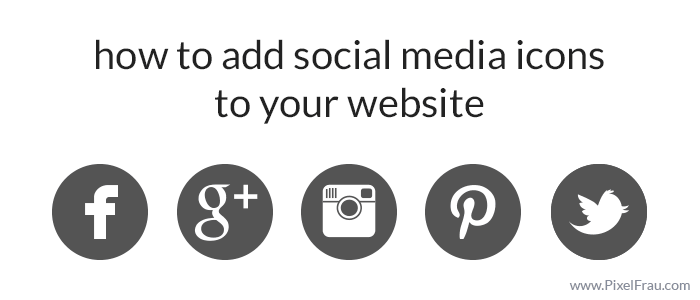 how to add social media icons
to your website
f g+
www.PixelFrau.com